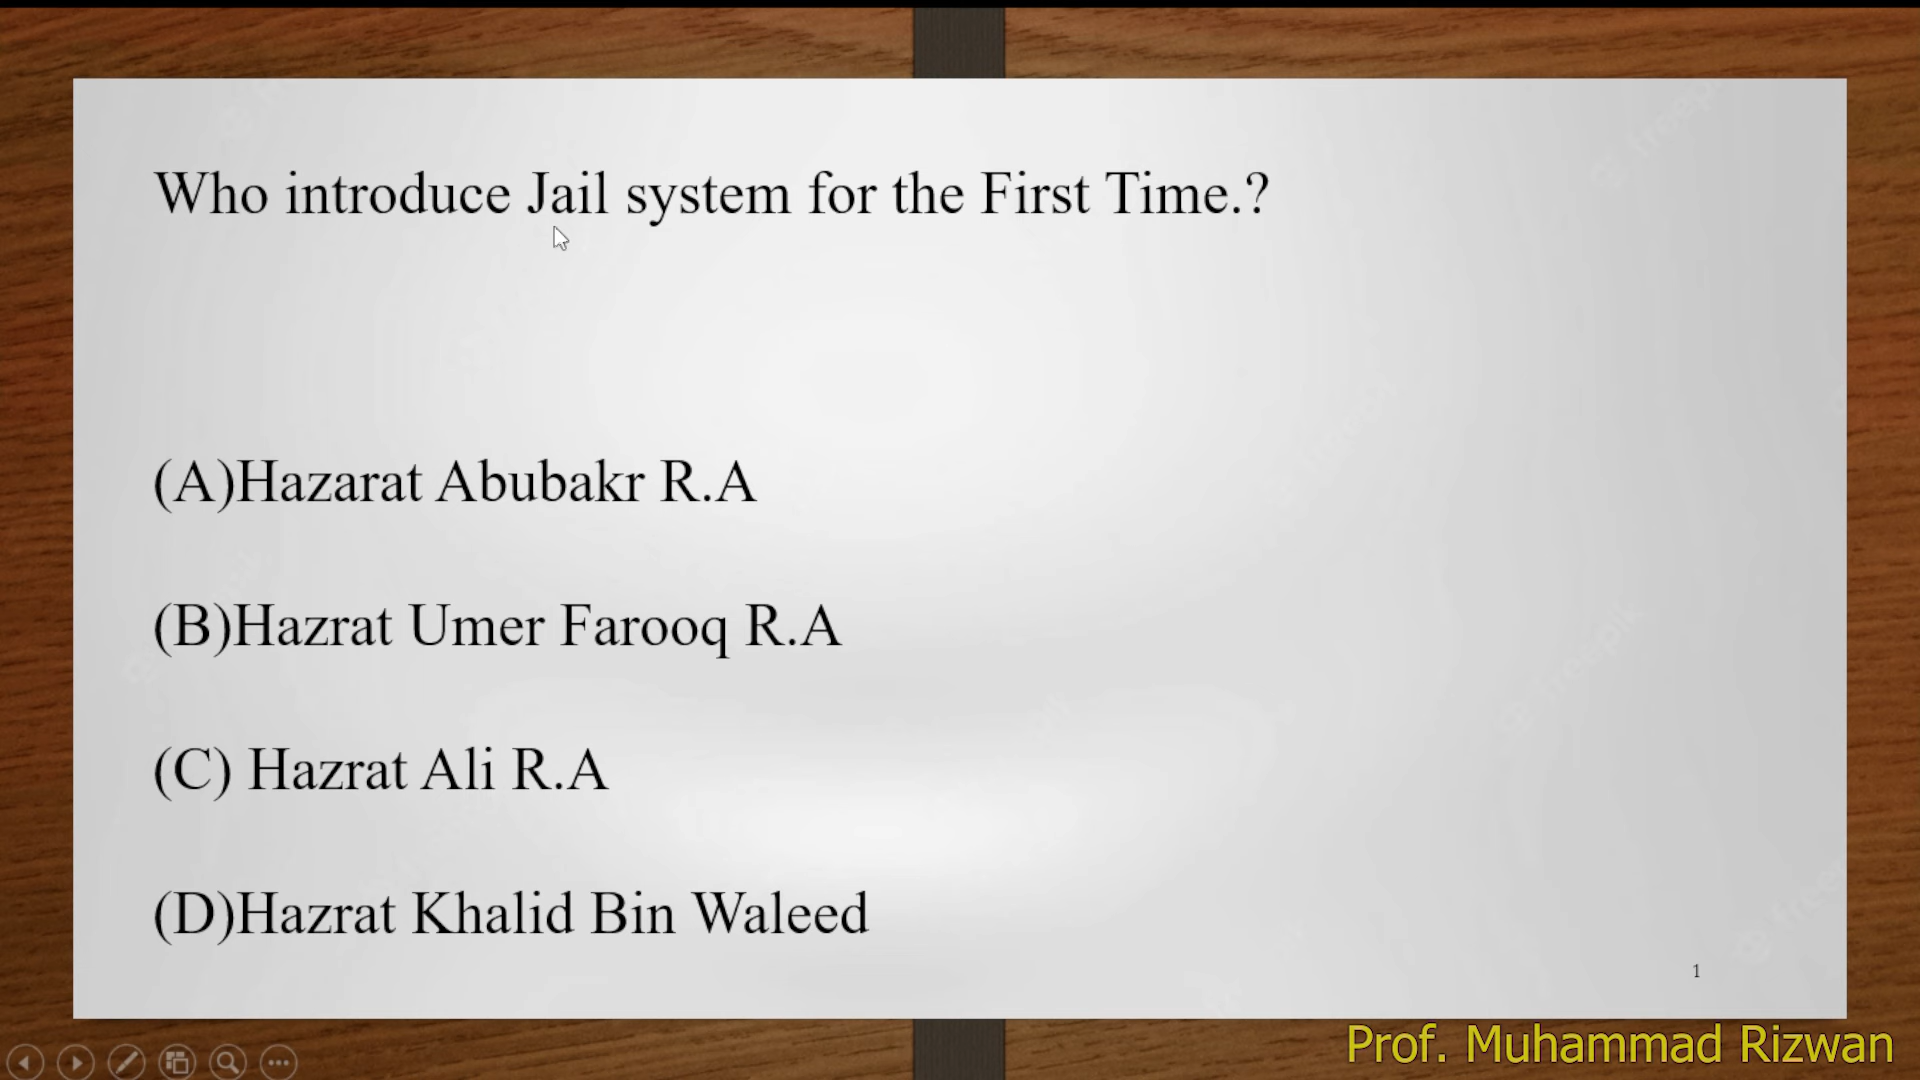 Who introduce Jail system for the First Time.?
(A)Hazarat Abubakr R.A
(B)Hazrat Umer Farooq R.A
(C) Hazrat Ali R.A
(D)Hazrat Khalid Bin Waleed
1
Prof. Muhammad Rizwan